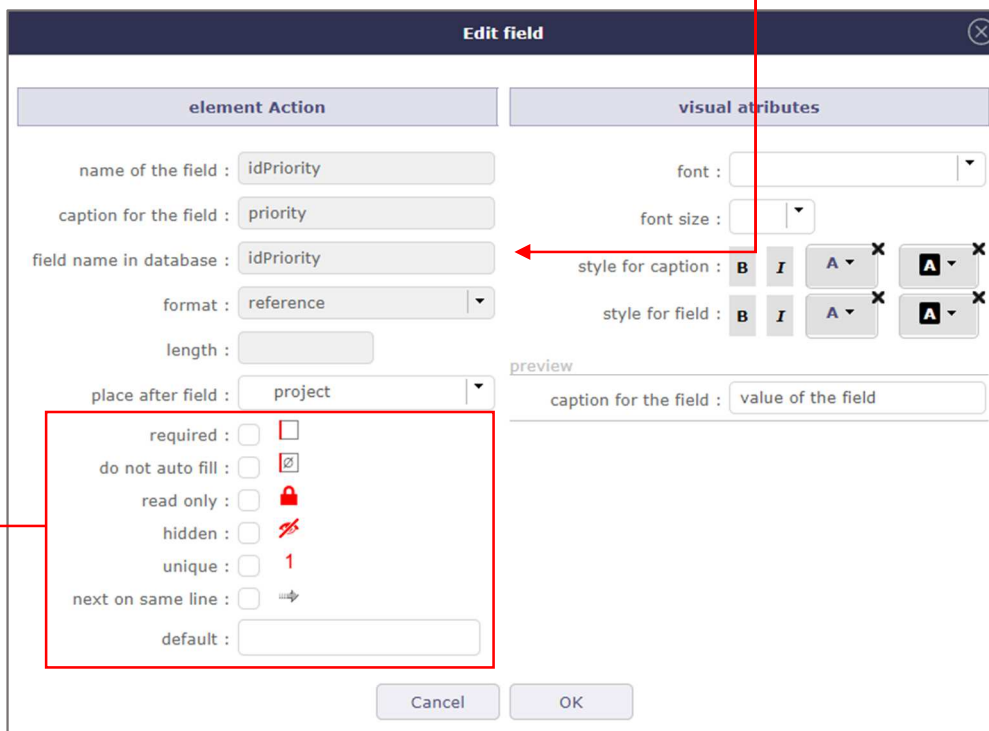 Edit field
element Action
name of the field : idPriority
caption for the field : priority
field name in database : idPriority
format : reference
length :
place after field : project
required :
do not auto fill : Ø
read only :
hidden :
unique : 1
next on same line :
default :
visual atributes
font :
font size :
style for caption : B I A A
style for field : B I A A
preview
caption for the field : value of the field
Cancel OK